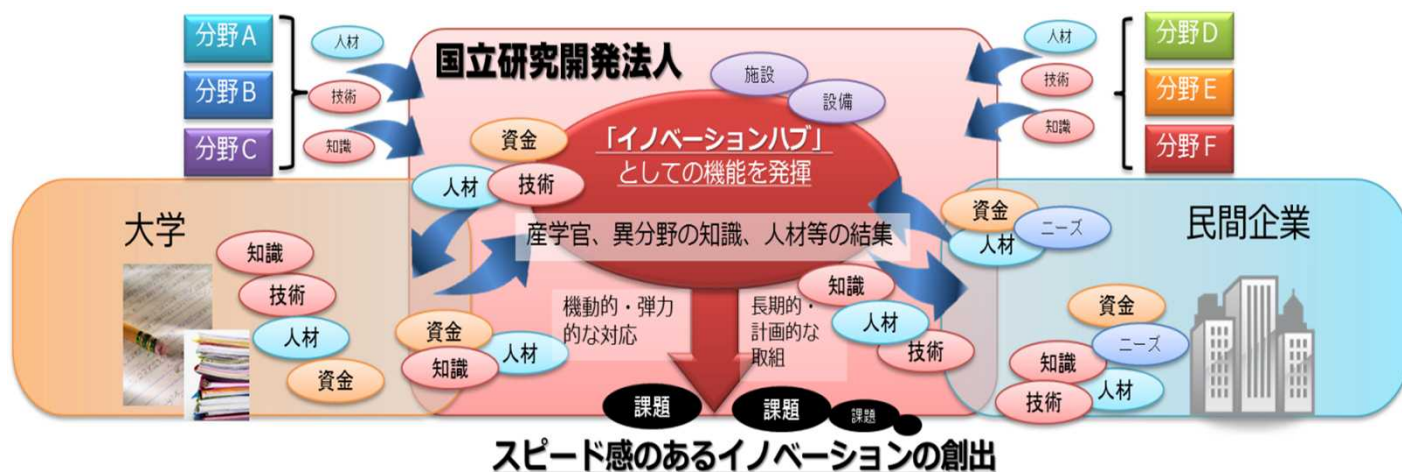 分野A
分野B
分野C
人材
技術
知識
国立研究開発法人
施設
設備
人材
技術
知識
分野D
分野E
分野F
「イノベーションハブ」
としての機能を発揮
資金
人材
技術
産学官、異分野の知識、人材等の結集
大学
知識
技術
人材
資金
資金
知識
人材
機動的・弾力
的な対応
長期的・
計画的な
取組
知識
人材
技術
資金
人材
ニーズ
民間企業
資金
ニーズ
知識
人材
技術
課題
課題
課題
スピード感のあるイノベーションの創出